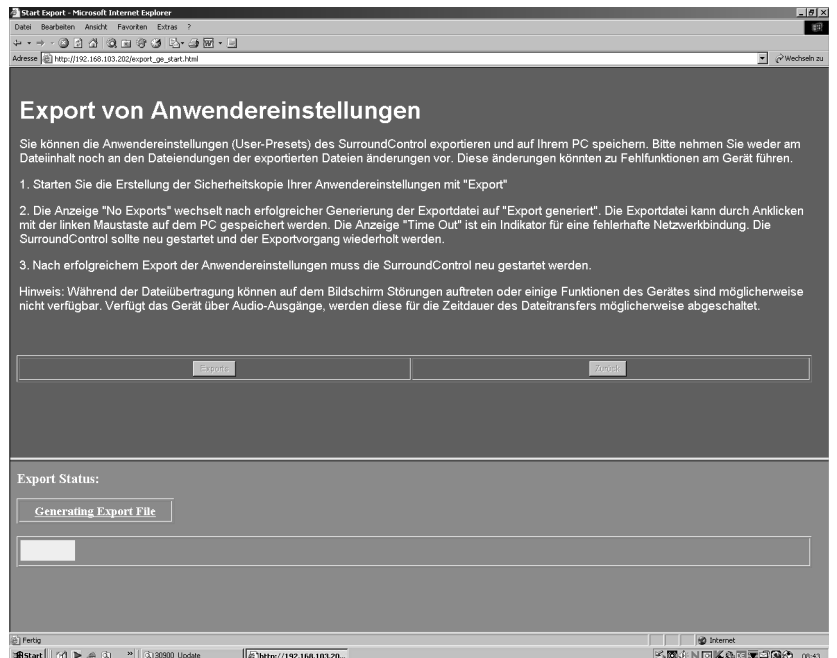 Start Export - Microsoft Internet Explorer
Datei Bearbeiten Ansicht Favoriten Extras ?
Adresse http://192.168.103.202/export_ge_start.html Wechseln zu
Export von Anwendereinstellungen
Sie können die Anwendereinstellungen (User-Presets) des SurroundControl exportieren und auf Ihrem PC speichern. Bitte nehmen Sie weder am
Dateiinhalt noch an den Dateiendungen der exportierten Dateien änderungen vor. Diese änderungen könnten zu Fehlfunktionen am Gerät führen.
1. Starten Sie die Erstellung der Sicherheitskopie Ihrer Anwendereinstellungen mit "Export"
2. Die Anzeige "No Exports" wechselt nach erfolgreicher Generierung der Exportdatei auf "Export generiert". Die Exportdatei kann durch Anklicken
mit der linken Maustaste auf dem PC gespeichert werden. Die Anzeige "Time Out" ist ein Indikator für eine fehlerhafte Netzwerkbindung. Die
SurroundControl sollte neu gestartet und der Exportvorgang wiederholt werden.
3. Nach erfolgreichem Export der Anwendereinstellungen muss die SurroundControl neu gestartet werden.
Hinweis: Während der Dateiübertragung können auf dem Bildschirm Störungen auftreten oder einige Funktionen des Gerätes sind möglicherweise
nicht verfügbar. Verfügt das Gerät über Audio-Ausgänge, werden diese für die Zeitdauer des Dateitransfers möglicherweise abgeschaltet.
Exports Zurück
Export Status:
Generating Export File
Fertig Internet
Start 30900 Update http://192.168.103.20... 08:43